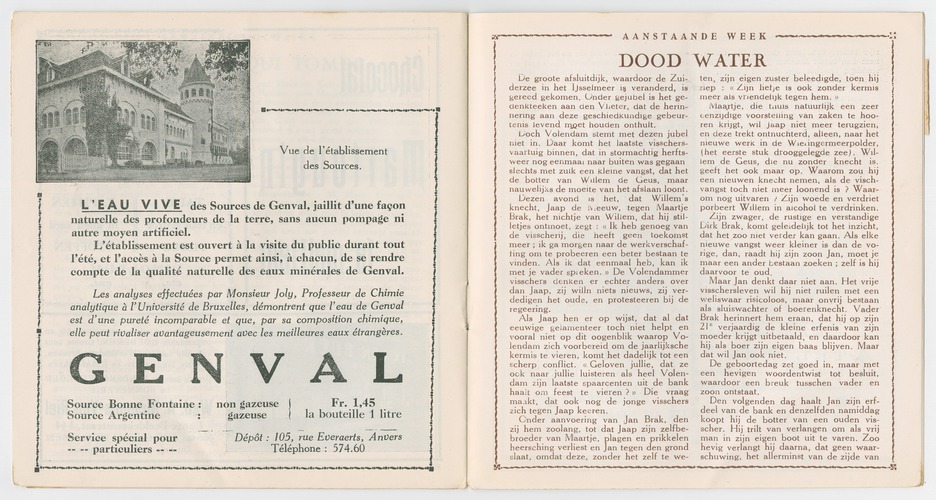 Vue de l'établissement
des Sources.
L'EAU VIVE des Sources de Genval, jaillit d'une façon
naturelle des profondeurs de la terre, sans aucun pompage ni
autre moyen artificiel.
L'établissement est ouvert à la visite du public durant tout
l'été, et l'accès à la Source permet ainsi, à chacun, de se rendre
compte de la qualité naturelle des eaux minérales de Genval.
Les analyses effectuées par Monsieur Joly, Professeur de Chimie
analytique à l'Université de Bruxelles, démontrent que l'eau de Genval
est d'une pureté incomparable et que, par sa composition chimique,
elle peut rivaliser avantageusement avec les meilleures eaux étrangères.
GENVAL
Source Bonne Fontaine : non gazeuse
Source Argentine : gazeuse
Fr. 1,45
la bouteille 1 litre
Service spécial pour
-- -- particuliers -- --
Dépôt : 105, rue Everaerts, Anvers
Téléphone : 574.60
AANSTAANDE WEEK
DOOD WATER
De groote afsluitdijk, waardoor de Zui-
derzee in het IJsselmeer is veranderd, is
gereed gekomen. Onder gejubel is het ge-
denkteeken aan den Vlieter, dat de herin-
nering aan deze geschiedkundige gebeur-
tenis levend moet houden onthult.
Doch Volendam stemt met dezen jubel
niet in. Daar komt het laatste visschers-
vaartuig binnen, dat in stormachtig herfts-
weer nog eenmaal naar buiten was gegaan
slechts met zulk een kleine vangst, dat het
de botter van Willem de Geus, maar
nauwelijks de moeite van het afslaan loont.
Dezen avond is het, dat Willem's
knecht, Jaap de Meeuw, tegen Maartje
Brak, het nichtje van Willem, dat hij stil-
letjes ontmoet, zegt : « Ik heb genoeg van
de visscherij, die heeft geen toekomst
meer ; ik ga morgen naar de werkverschaf-
fing om te probeeren een beter bestaan te
vinden. Als ik dat eenmaal heb, kan ik
met je vader spreken. » De Volendammer
visschers denken er echter anders over
dan Jaap, zij willn niets nieuws, zij ver-
dedigen het oude, en protesteeren bij de
regeering.
Als Jaap hen er op wijst, dat al dat
eeuwige gelamenteer toch niet helpt en
vooral niet op dit oogenblik waarop Vo-
lendam zich voorbereid om de jaarlijksche
kermis te vieren, komt het dadelijk tot een
scherp conflict. « Geloven jullie, dat ze
ook naar jullie luisteren als heel Volen-
dam zijn laatste spaarcenten uit de bank
haalt om feest te vieren ?» Die vraag
maakt, dat ook nog de jonge visschers
zich tegen Jaap keeren.
Onder aanvoering van Jan Brak, den
zij hem zoolang, tot dat Jaap zijn zelfbe-
broeder van Maartje, plagen en prikkelen
heersching verliest en Jan tegen den grond
slaat, omdat deze, zonder het zelf te we-
ten, zijn eigen zuster beleedigde, toen hij
riep : « Zijn liefje is ook zonder kermis
meer als vriendelijk tegen hem. »
Maartje, die thuis natuurlijk een zeer
eenzijdige voorstelling van zaken te hoo-
ren krijgt, wil Jaap niet meer terugzien,
en deze trekt ontnuchterd, alleen, naar het
nieuwe werk in de Wieringermeerpolder,
(het eerste stuk drooggelegde zee). Wil-
lem de Geus, die nu zonder knecht is,
geeft het ook maar op. Waarom zou hij
een nieuwen knecht nemen, als de visch-
vangst toch niet meer loonend is ? Waar-
om nog uitvaren ? Zijn woede en verdriet
porbeert Willem in alcohol te verdrinken.
Zijn zwager, de rustige en verstandige
Dirk Brak, komt geleidelijk tot het inzicht,
dat het zoo niet verder kan gaan. Als elke
nieuwe vangst weer kleiner is dan de vo-
rige, dan, raadt hij zijn zoon Jan, moet je
maar een ander bestaan zoeken ; zelf is hij
daarvoor te oud.
Maar Jan denkt daar niet aan. Het vrije
visschersleven wil hij niet ruilen met een
weliswaar risicoloos, maar onvrij bestaan
als sluiswachter of boerenknecht. Vader
Brak herinnert hem eraan, dat hij op zijn
21e verjaardig de kleine erfenis van zijn
moeder krijgt uitbetaald, en daardoor kan
hij als boer zijn eigen baas blijven. Maar
dat wil Jan ook niet.
De geboortedag zet goed in, maar met
een hevigen woordentwist tot besluit,
waardoor een breuk tusschen vader en
zoon ontstaat.
Den volgenden dag haalt Jan zijn erf-
deel van de bank en denzelfden namiddag
koopt hij de botter van een ouden vis-
scher. Hij trilt van verlangen om als vrij
man in zijn eigen boot uit te varen. Zoo
hevig verlangt hij daarna, dat geen waar-
schuwing, het allerminst van de zijde van